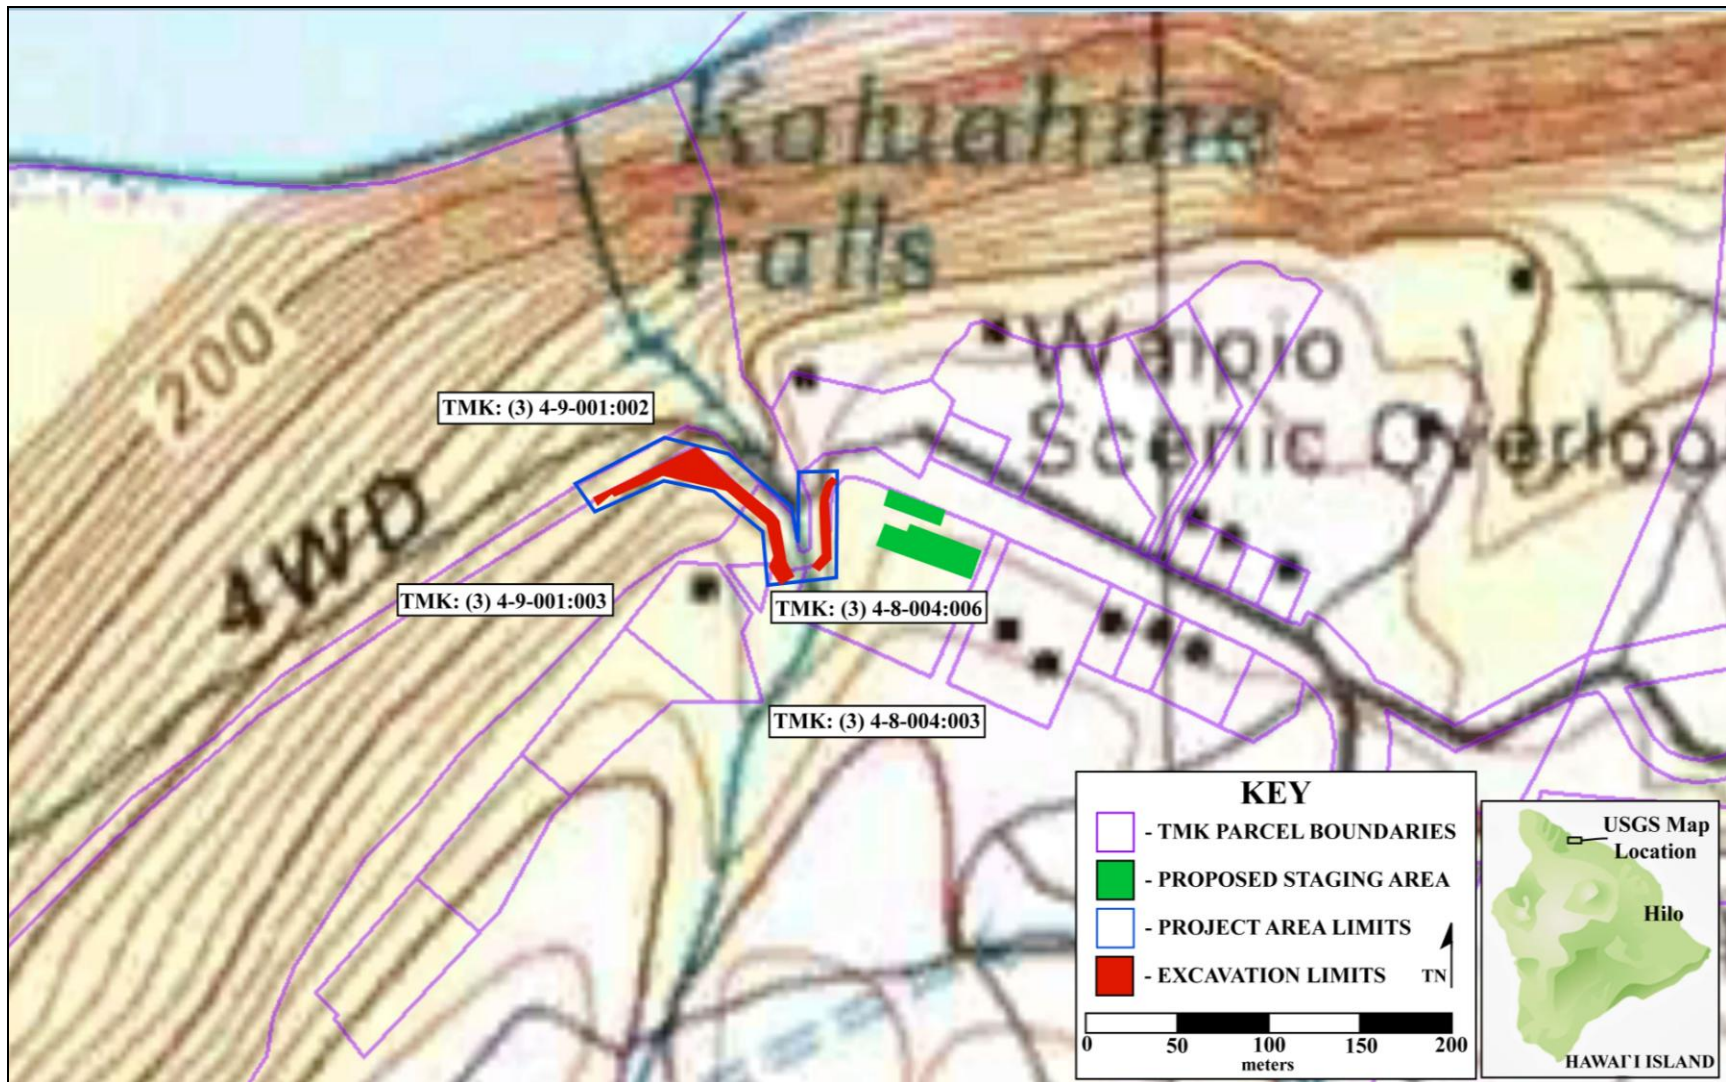 Kaluahine
Falls
200
Waipio
Scenic Overloo
TMK: (3) 4-9-001:002
4WD
TMK: (3) 4-9-001:003
TMK: (3) 4-8-004:006
TMK: (3) 4-8-004:003
KEY
- TMK PARCEL BOUNDARIES
- PROPOSED STAGING AREA
- PROJECT AREA LIMITS
- EXCAVATION LIMITS
TN
0 50 100 150 200
meters
USGS Map
Location
Hilo
HAWAI'I ISLAND